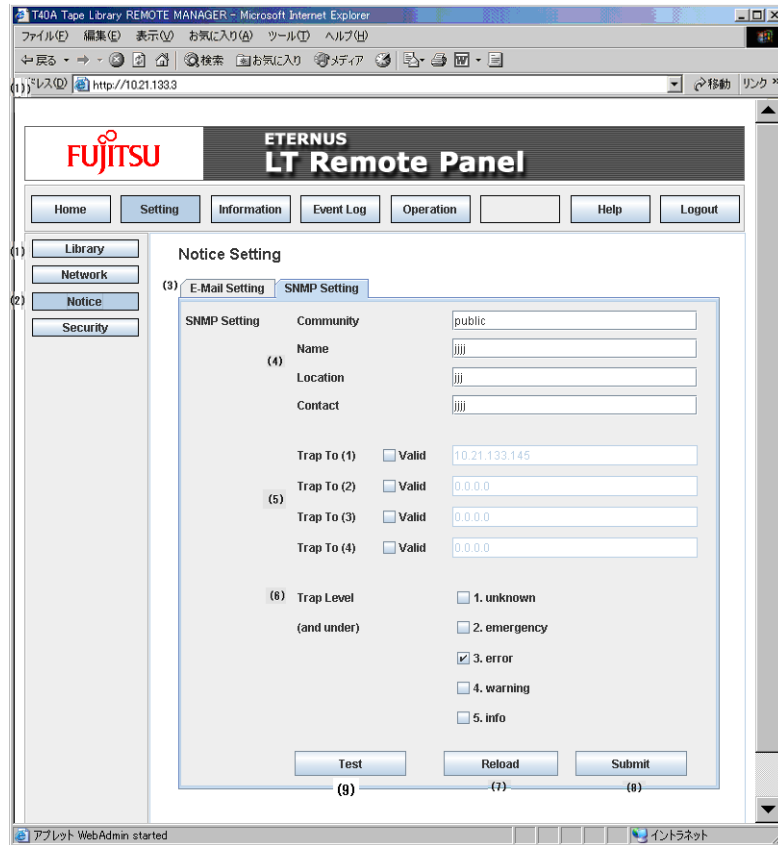 T40A Tape Library REMOTE MANAGER - Microsoft Internet Explorer
ファイル(F) 編集(E) 表示(V) お気に入り(A) ツール(T) ヘルプ(H)
戻る 検索 お気に入り メディア
(1) ドレス(D) http://10.21.133.3 移動 リンク »
FUJITSU
ETERNUS
LT Remote Panel
Home Setting Information Event Log Operation Help Logout
(1) Library
Network
(2) Notice
Security
Notice Setting
(3) E-Mail Setting SNMP Setting
SNMP Setting Community public
Name jjjj
(4)
Location jjj
Contact jjjj
Trap To (1) Valid 10.21.133.145
Trap To (2) Valid 0.0.0.0
(5)
Trap To (3) Valid 0.0.0.0
Trap To (4) Valid 0.0.0.0
(6) Trap Level 1. unknown
(and under) 2. emergency
3. error
4. warning
5. info
Test Reload Submit
(9) (7) (8)
アプレット WebAdmin started イントラネット